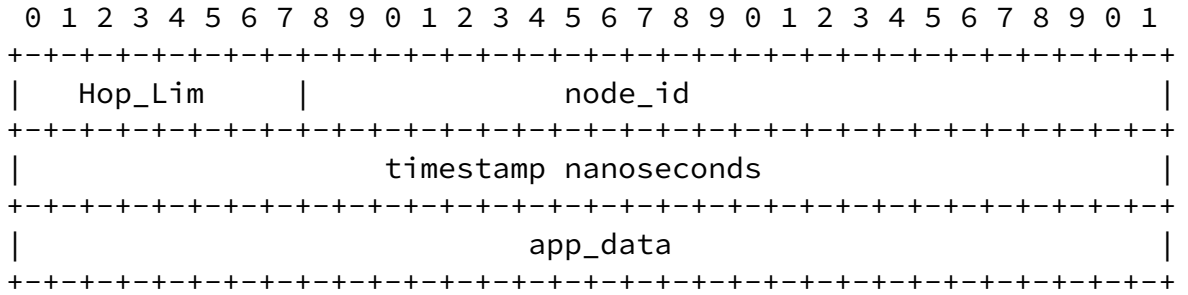 0 1 2 3 4 5 6 7 8 9 0 1 2 3 4 5 6 7 8 9 0 1 2 3 4 5 6 7 8 9 0 1
+-+-+-+-+-+-+-+-+-+-+-+-+-+-+-+-+-+-+-+-+-+-+-+-+-+-+-+-+-+-+-+-+
|   Hop_Lim     |              node_id                          |
+-+-+-+-+-+-+-+-+-+-+-+-+-+-+-+-+-+-+-+-+-+-+-+-+-+-+-+-+-+-+-+-+
|                    timestamp nanoseconds                      |
+-+-+-+-+-+-+-+-+-+-+-+-+-+-+-+-+-+-+-+-+-+-+-+-+-+-+-+-+-+-+-+-+
|                            app_data                           |
+-+-+-+-+-+-+-+-+-+-+-+-+-+-+-+-+-+-+-+-+-+-+-+-+-+-+-+-+-+-+-+-+